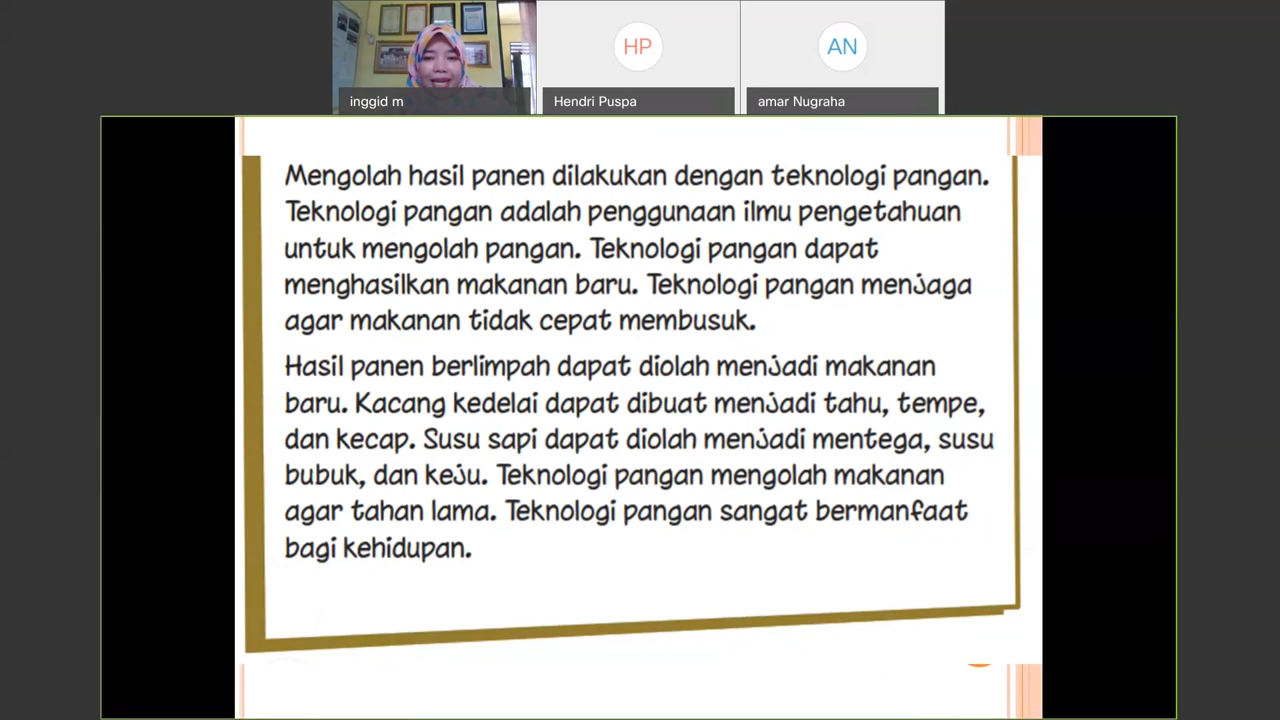 HP
AN
inggid m
Hendri Puspa
amar Nugraha
Mengolah hasil panen dilakukan dengan teknologi pangan.
Teknologi pangan adalah penggunaan ilmu pengetahuan
untuk mengolah pangan. Teknologi pangan dapat
menghasilkan makanan baru. Teknologi pangan menjaga
agar makanan tidak cepat membusuk.
Hasil panen berlimpah dapat diolah menjadi makanan
baru. Kacang kedelai dapat dibuat menjadi tahu, tempe,
dan kecap. Susu sapi dapat diolah menjadi mentega, susu
bubuk, dan keju. Teknologi pangan mengolah makanan
agar tahan lama. Teknologi pangan sangat bermanfaat
bagi kehidupan.